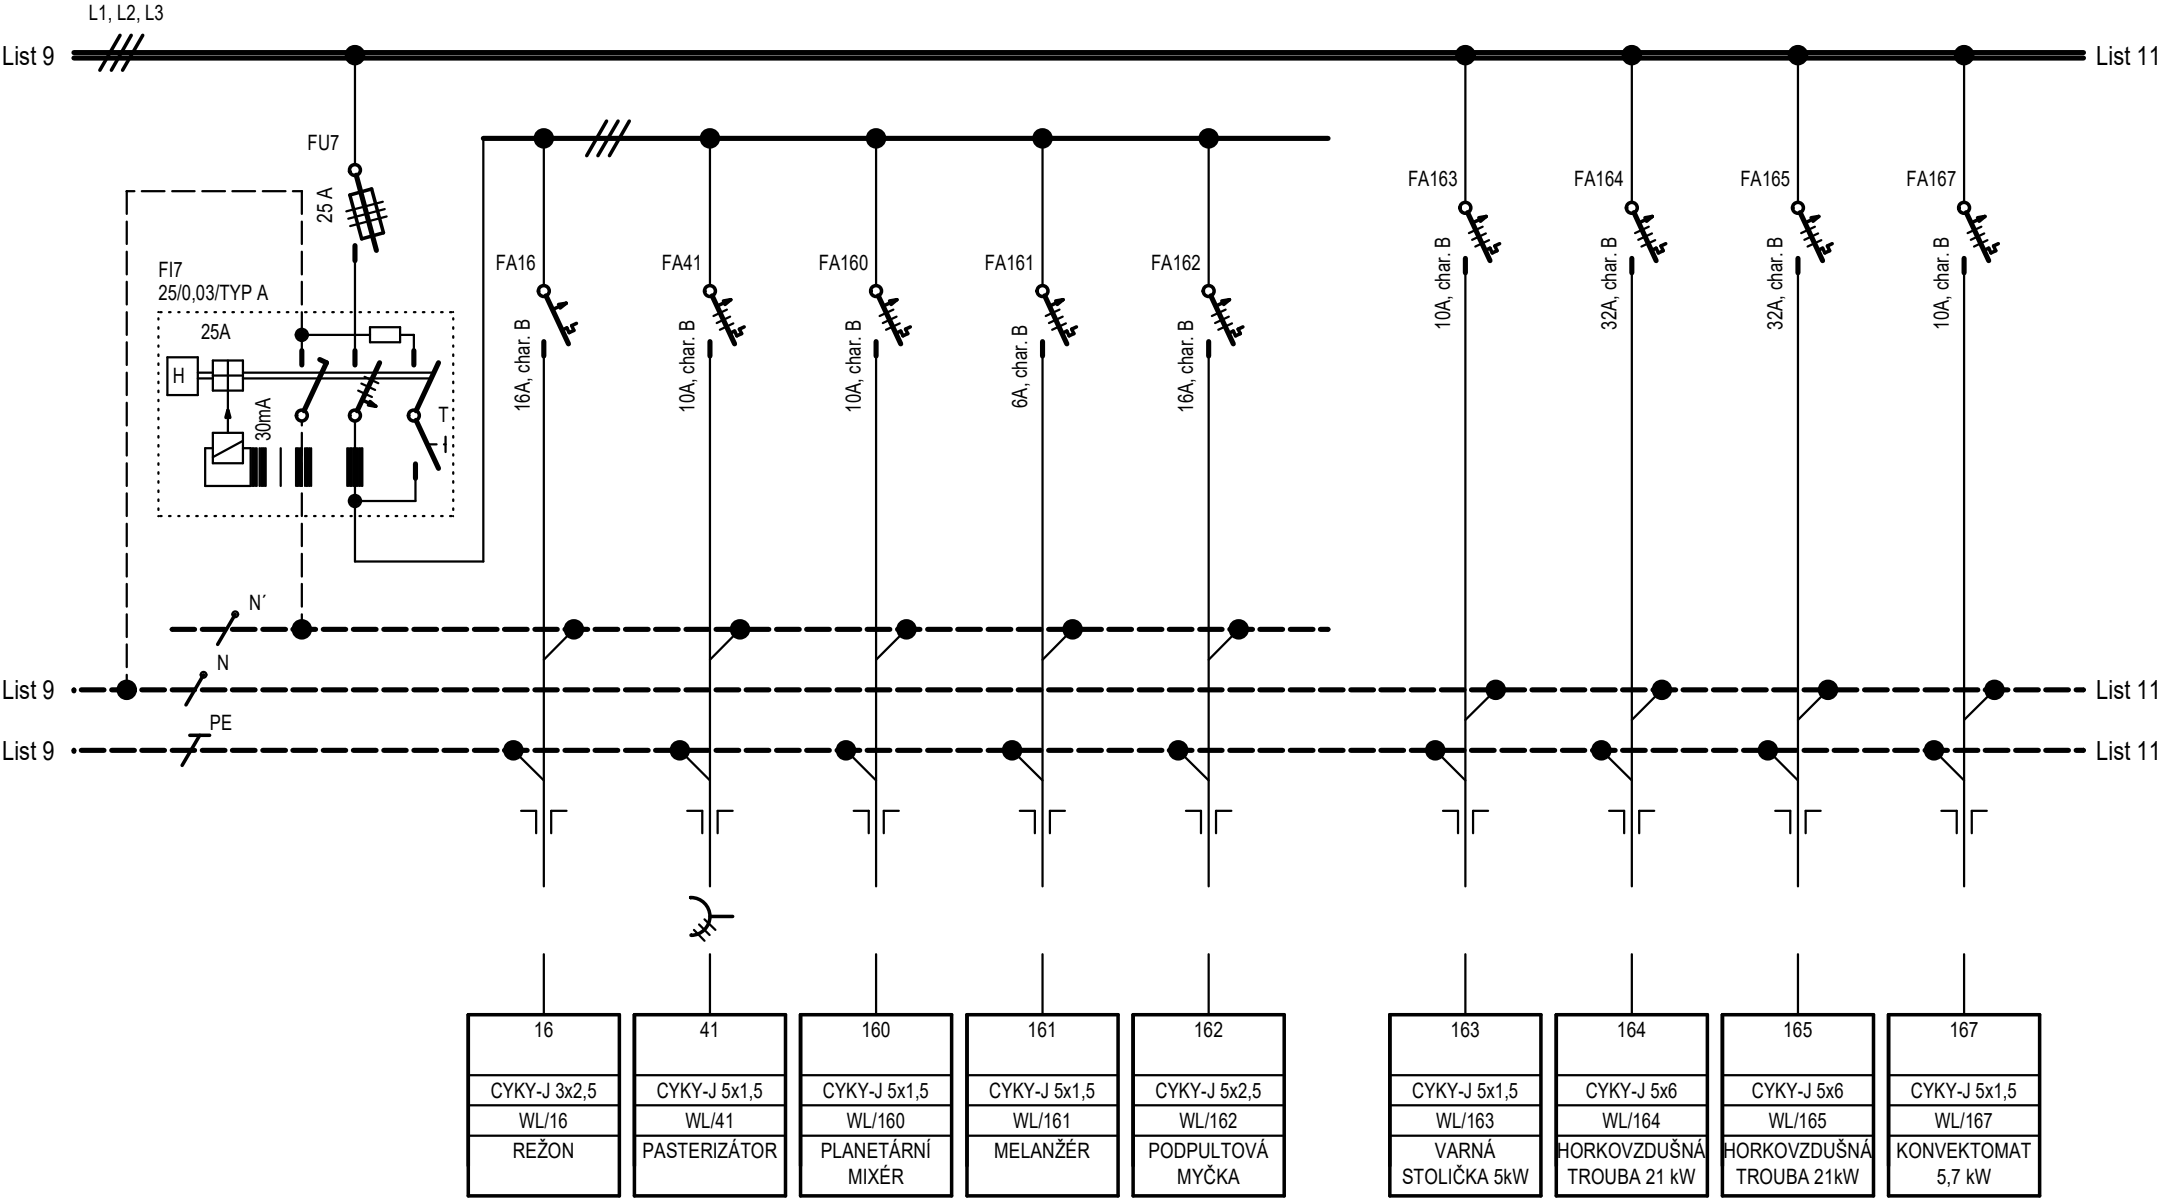 L1, L2, L3
List 9
List 11
FU7
25 A
FI7
25/0,03/TYP A
25A
H
30mA
T
FA16
16A, char. B
FA41
10A, char. B
FA160
10A, char. B
FA161
6A, char. B
FA162
16A, char. B
FA163
10A, char. B
FA164
32A, char. B
FA165
32A, char. B
FA167
10A, char. B
N´
N
List 9
List 11
PE
List 9
List 11
16
CYKY-J 3x2,5
WL/16
REŽON
41
CYKY-J 5x1,5
WL/41
PASTERIZÁTOR
160
CYKY-J 5x1,5
WL/160
PLANETÁRNÍ
MIXÉR
161
CYKY-J 5x1,5
WL/161
MELANŽÉR
162
CYKY-J 5x2,5
WL/162
PODPULTOVÁ
MYČKA
163
CYKY-J 5x1,5
WL/163
VARNÁ
STOLIČKA 5kW
164
CYKY-J 5x6
WL/164
HORKOVZDUŠNÁ
TROUBA 21 kW
165
CYKY-J 5x6
WL/165
HORKOVZDUŠNÁ
TROUBA 21kW
167
CYKY-J 5x1,5
WL/167
KONVEKTOMAT
5,7 kW